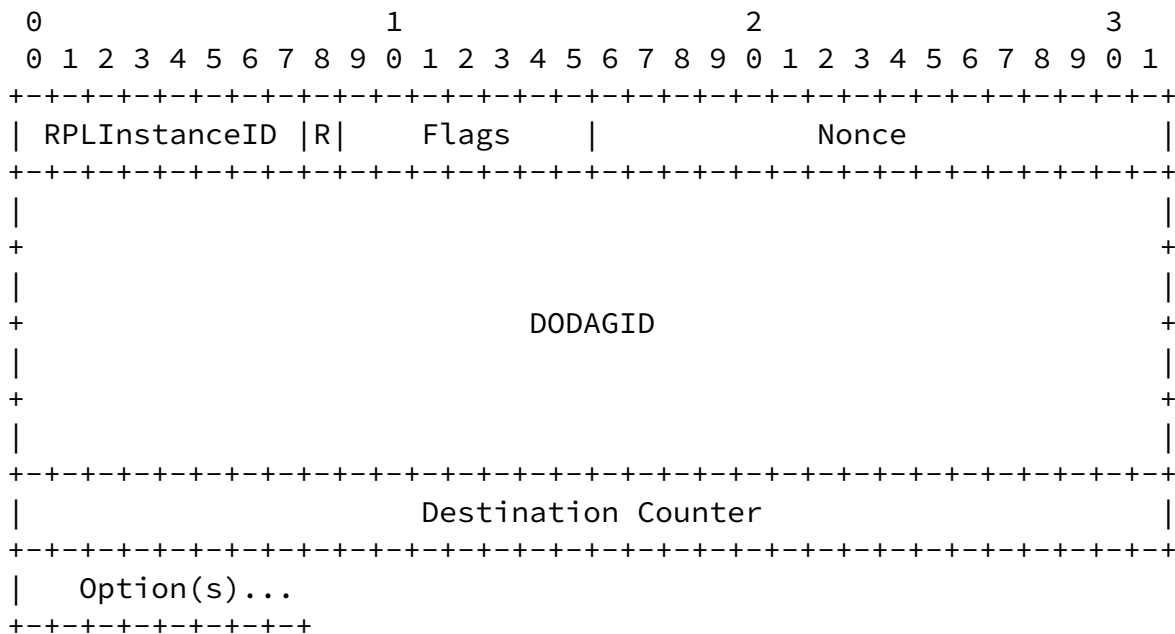 0                   1                   2                   3
 0 1 2 3 4 5 6 7 8 9 0 1 2 3 4 5 6 7 8 9 0 1 2 3 4 5 6 7 8 9 0 1
+-+-+-+-+-+-+-+-+-+-+-+-+-+-+-+-+-+-+-+-+-+-+-+-+-+-+-+-+-+-+-+-+
| RPLInstanceID |R|    Flags    |            Nonce              |
+-+-+-+-+-+-+-+-+-+-+-+-+-+-+-+-+-+-+-+-+-+-+-+-+-+-+-+-+-+-+-+-+
|                                                               |
+                                                               +
|                                                               |
+                            DODAGID                            +
|                                                               |
+                                                               +
|                                                               |
+-+-+-+-+-+-+-+-+-+-+-+-+-+-+-+-+-+-+-+-+-+-+-+-+-+-+-+-+-+-+-+-+
|                      Destination Counter                      |
+-+-+-+-+-+-+-+-+-+-+-+-+-+-+-+-+-+-+-+-+-+-+-+-+-+-+-+-+-+-+-+-+
|   Option(s)...
+-+-+-+-+-+-+-+-+